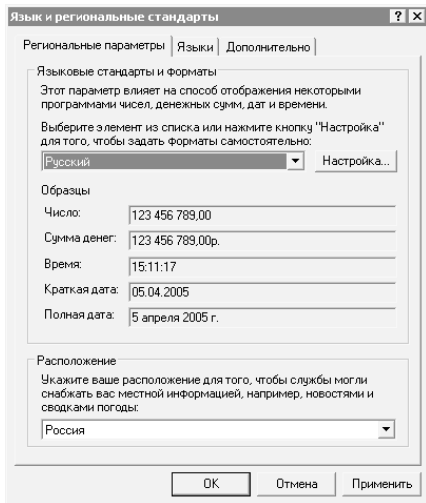 Язык и региональные стандарты
Региональные параметры Языки Дополнительно
Языковые стандарты и форматы
Этот параметр влияет на способ отображения некоторыми
программами чисел, денежных сумм, дат и времени.
Выберите элемент из списка или нажмите кнопку "Настройка"
для того, чтобы задать форматы самостоятельно:
Русский Настройка...
Образцы
Число: 123 456 789,00
Сумма денег: 123 456 789,00р.
Время: 15:11:17
Краткая дата: 05.04.2005
Полная дата: 5 апреля 2005 г.
Расположение
Укажите ваше расположение для того, чтобы службы могли
снабжать вас местной информацией, например, новостями и
сводками погоды:
Россия
OK Отмена Применить